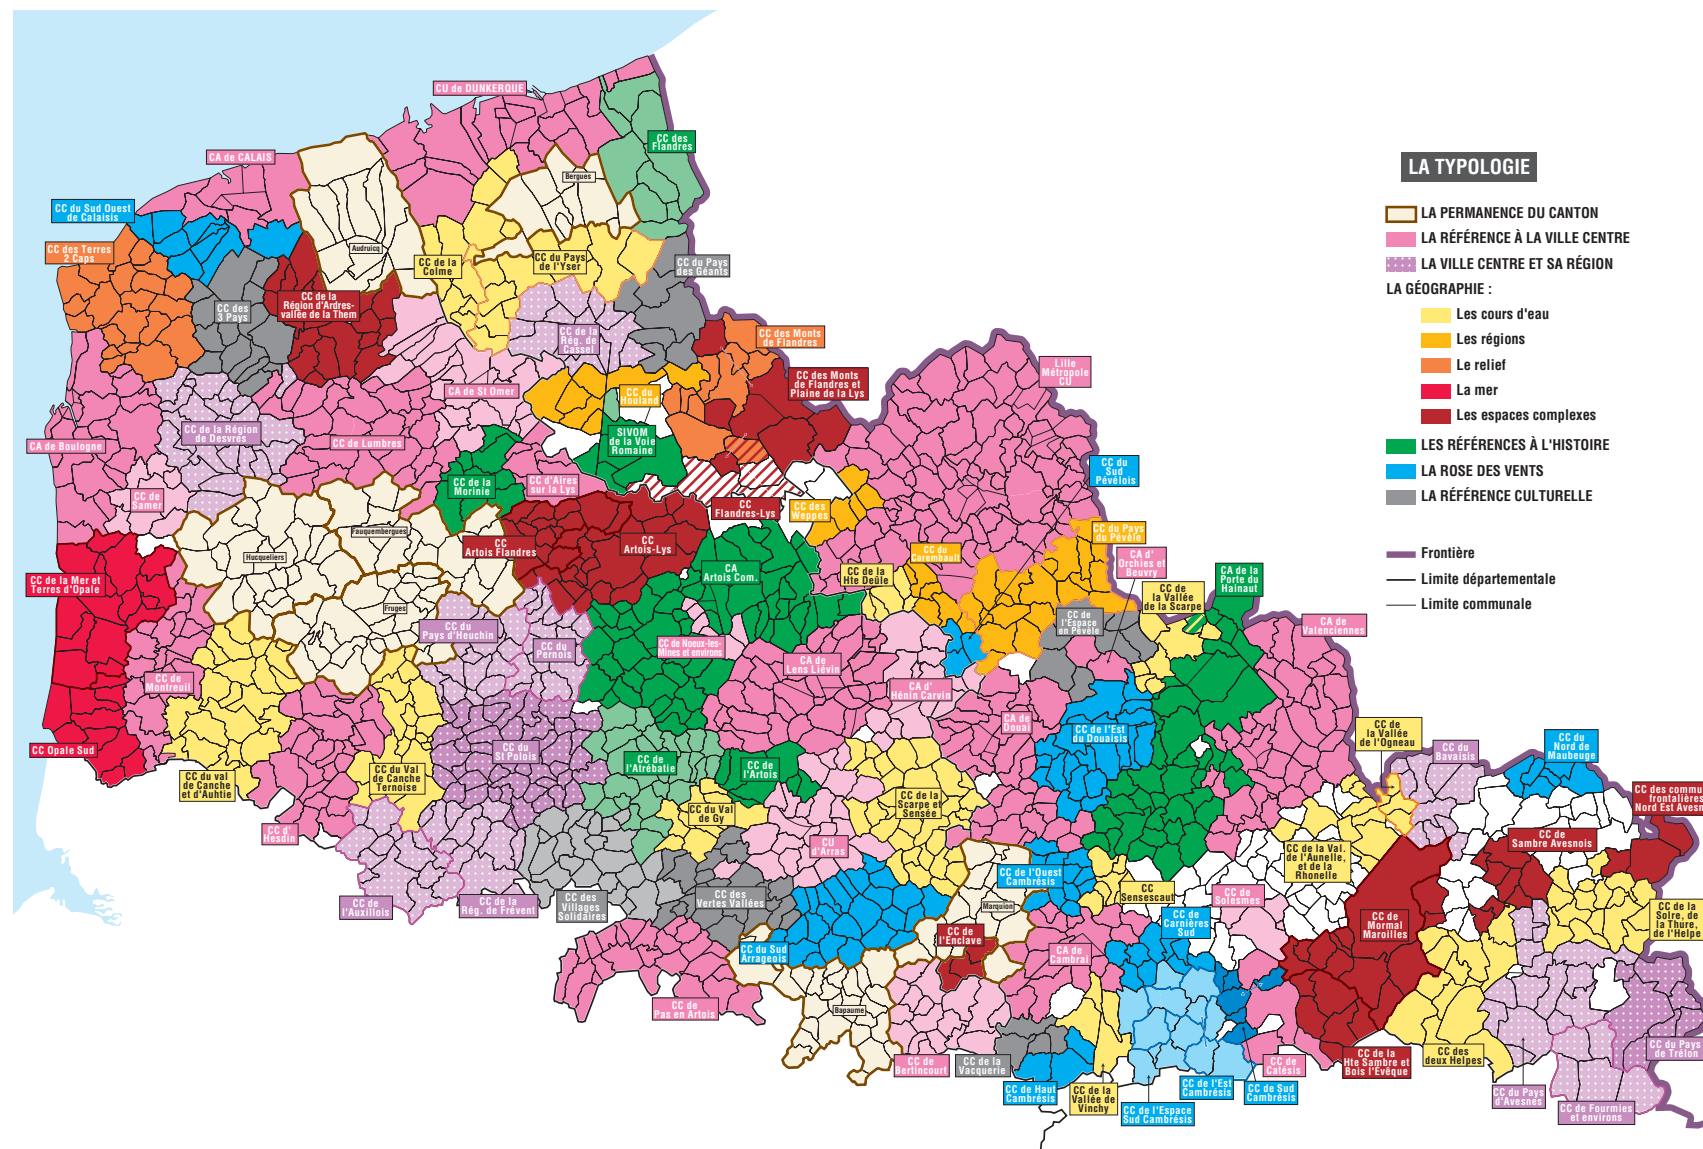 CU de DUNKERQUE
CC des
Flandres
CA de CALAIS
Bergues
CC du Sud Ouest
de Calaisis
CC des Terres
2 Caps
Audruicq
CC de la
Colme
CC du Pays
de l'Yser
CC du Pays
des Géants
CC de la
Région d'Ardres-
vallée de la Them
CC des
3 Pays
CC de la
Rég. de
Cassel
CC des Monts
de Flandres
CC des Monts
de Flandres et
Plaine de la Lys
Lille
Métropole
CU
CA de St Omer
CC du
Houland
CC de la Région
de Desvres
CC de Lumbres
SIVOM
de la Voie
Romaine
CA de Boulogne
CC du
Sud
Pévèlois
CC de
Samer
CC de la
Morinie
CC d'Aires
sur la Lys
CC
Flandres-Lys
CC des
Weppes
Fauquembergues
CC du Pays
du Pévèle
Hucqueliers
CC
Artois Flandres
CC
Artois-Lys
CC du
Carembault
CA d'
Orchies et
Beuvry
CC de la Mer et
Terres d'Opale
CA
Artois Com.
CC de la
Hte Deûle
CA de la
Porte du
Hainaut
CC de
la Vallée
de la Scarpe
Fruges
CC du
Pays d'Heuchin
CC de
l'Espace
en Pévèle
CA de
Valenciennes
CC du
Pernois
CC de Noeux-les-
Mines et environs
CA de
Lens Liévin
CC de
Montreuil
CA d'
Hénin Carvin
CA de
Douai
CC de l'Est
du Douaisis
CC de
la Vallée
de l'Ogneau
CC Opale Sud
CC du
St Polois
CC du
Bavaisis
CC du
Nord de
Maubeuge
CC de
l'Atrébatie
CC de
l'Artois
CC du val
de Canche
et d'Auhtie
CC du Val
de Canche
Ternoise
CC de la
Scarpe et
Sensée
CC des commu
frontalières
Nord Est Avesn
CC du Val
de Gy
CC d'
Hesdin
CU
d'Arras
CC de
Sambre Avesnois
CC de la Val.
de l'Aunelle,
et de la
Rhonelle
CC de l'Ouest
Cambrésis
CC
Sensescaut
CC de
Solesmes
CC de
l'Auxillois
CC de la
Rég. de Frévent
CC des
Villages
Solidaires
CC des
Vertes Vallées
Marquion
CC de
Carnières
Sud
CC de
Mormal
Maroilles
CC de la
Solre, de
la Thure,
de l'Helpe
CC de
l'Enclave
CC du Sud
Arrageois
CA de
Cambrai
CC de
Pas en Artois
Bapaume
CC de
Bertincourt
CC de la
Vacquerie
CC de
Catésis
CC de la
Hte Sambre et
Bois l'Évêque
CC des
deux Helpes
CC du Pays
de Trélon
CC de Haut
Cambrésis
CC de la
Vallée de
Vinchy
CC de l'Est
Cambrésis
CC de Sud
Cambrésis
CC de l'Espace
Sud Cambrésis
CC du Pays
d'Avesnes
CC de Fourmies
et environs
LA TYPOLOGIE
LA PERMANENCE DU CANTON
LA RÉFÉRENCE À LA VILLE CENTRE
LA VILLE CENTRE ET SA RÉGION
LA GÉOGRAPHIE :
Les cours d'eau
Les régions
Le relief
La mer
Les espaces complexes
LES RÉFÉRENCES À L'HISTOIRE
LA ROSE DES VENTS
LA RÉFÉRENCE CULTURELLE
Frontière
Limite départementale
Limite communale